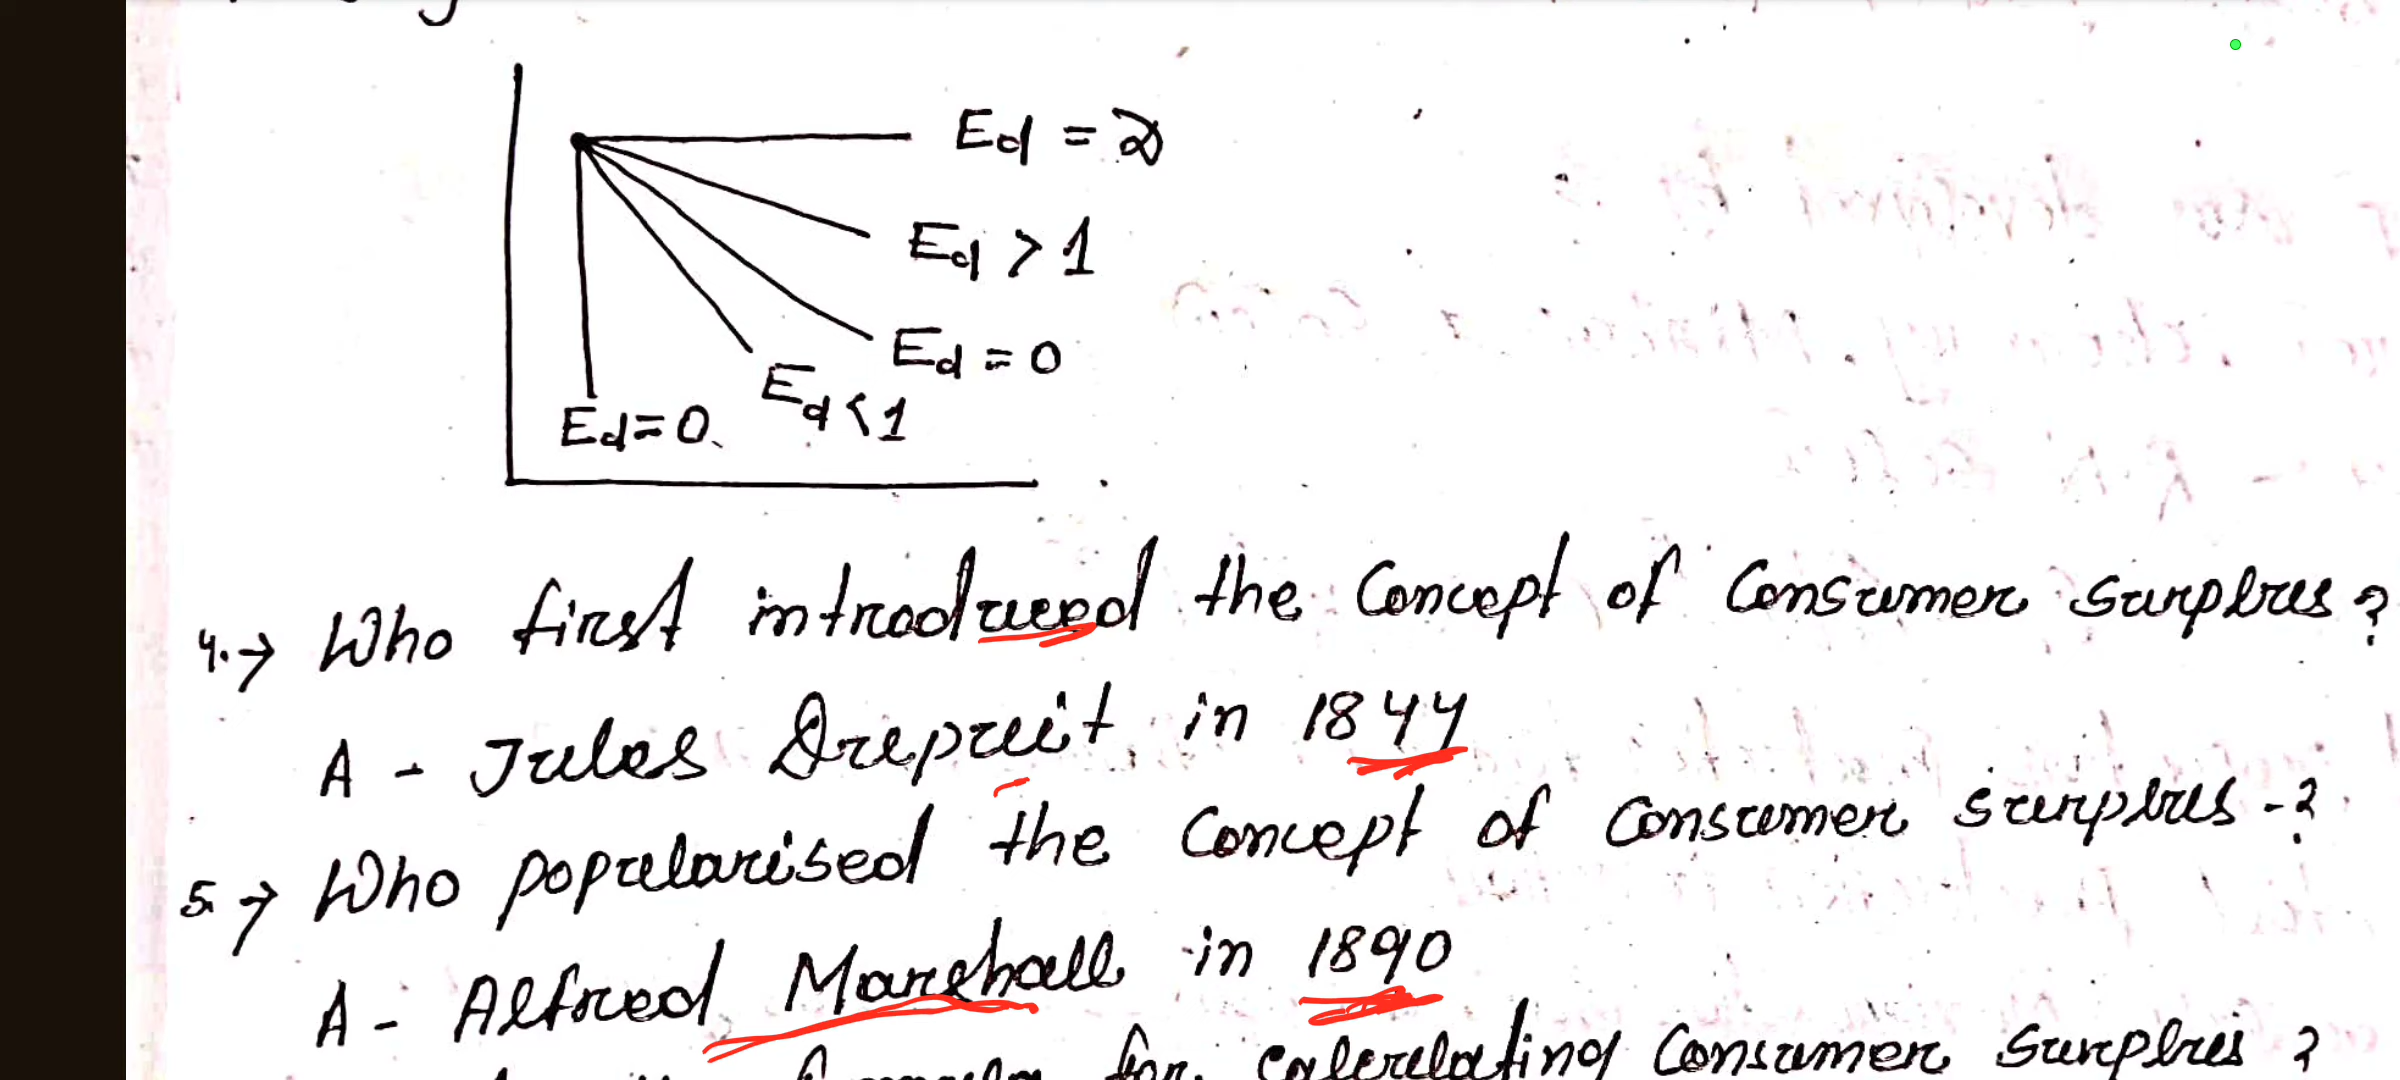 Ed = ∞
Ed > 1
Ed = 0
Ed < 1
Ed = 0
4.→ Who first introduced the Concept of Consumer Surplus ?
A - Jules Drepuit in 1844
5 → Who popularised the Concept of Consumer Surplus - ?
A - Alfred Marshall in 1890
for calculating Consumer Surplus ?